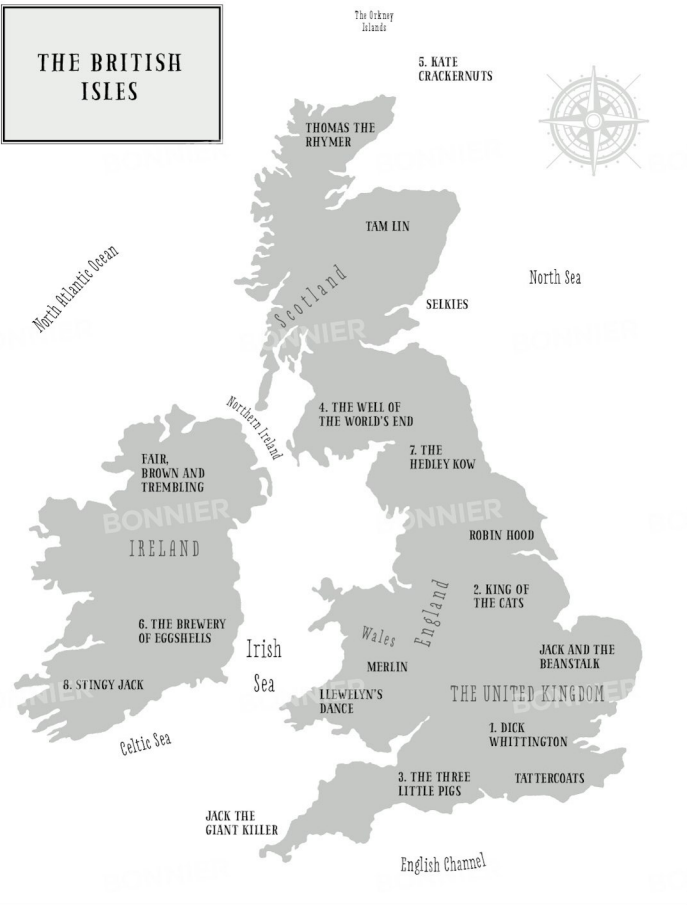 The Orkney
Islands
THE BRITISH
ISLES
5. KATE
CRACKERNUTS
THOMAS THE
RHYMER
TAM LIN
North Atlantic Ocean
North Sea
Scotland
SELKIES
BONNIER
Northern Ireland
4. THE WELL OF
THE WORLD'S END
7. THE
HEDLEY KOW
FAIR,
BROWN AND
TREMBLING
BONNIER
BONNIER
IRELAND
ROBIN HOOD
2. KING OF
THE CATS
England
6. THE BREWERY
OF EGGSHELLS
Wales
Irish
Sea
JACK AND THE
BEANSTALK
MERLIN
8. STINGY JACK
LLEWELYN'S
DANCE
THE UNITED KINGDOM
BONNIER
1. DICK
WHITTINGTON
Celtic Sea
3. THE THREE
LITTLE PIGS
TATTERCOATS
JACK THE
GIANT KILLER
English Channel